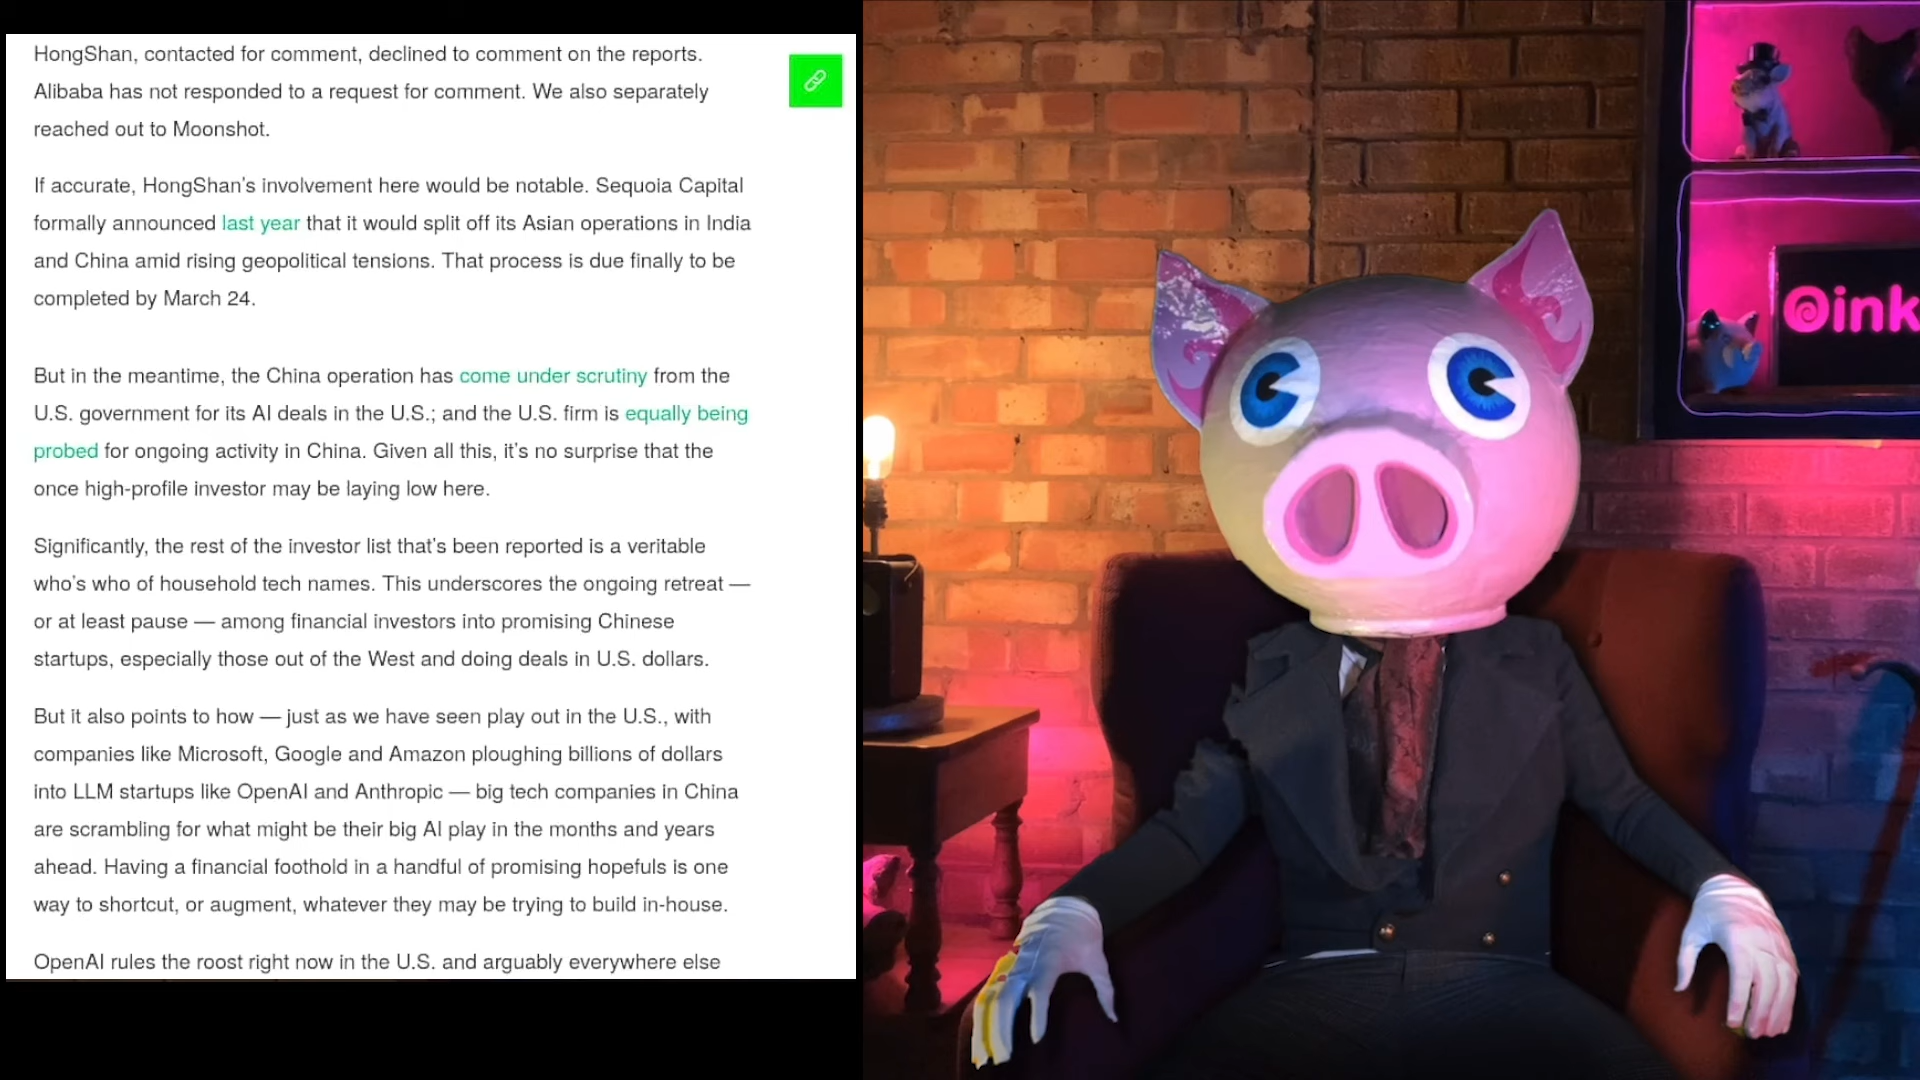 HongShan, contacted for comment, declined to comment on the reports.
Alibaba has not responded to a request for comment. We also separately
reached out to Moonshot.
If accurate, HongShan’s involvement here would be notable. Sequoia Capital
formally announced last year that it would split off its Asian operations in India
and China amid rising geopolitical tensions. That process is due finally to be
completed by March 24.
But in the meantime, the China operation has come under scrutiny from the
U.S. government for its AI deals in the U.S.; and the U.S. firm is equally being
probed for ongoing activity in China. Given all this, it’s no surprise that the
once high-profile investor may be laying low here.
Significantly, the rest of the investor list that’s been reported is a veritable
who’s who of household tech names. This underscores the ongoing retreat —
or at least pause — among financial investors into promising Chinese
startups, especially those out of the West and doing deals in U.S. dollars.
But it also points to how — just as we have seen play out in the U.S., with
companies like Microsoft, Google and Amazon ploughing billions of dollars
into LLM startups like OpenAI and Anthropic — big tech companies in China
are scrambling for what might be their big AI play in the months and years
ahead. Having a financial foothold in a handful of promising hopefuls is one
way to shortcut, or augment, whatever they may be trying to build in-house.
OpenAI rules the roost right now in the U.S. and arguably everywhere else
Oink